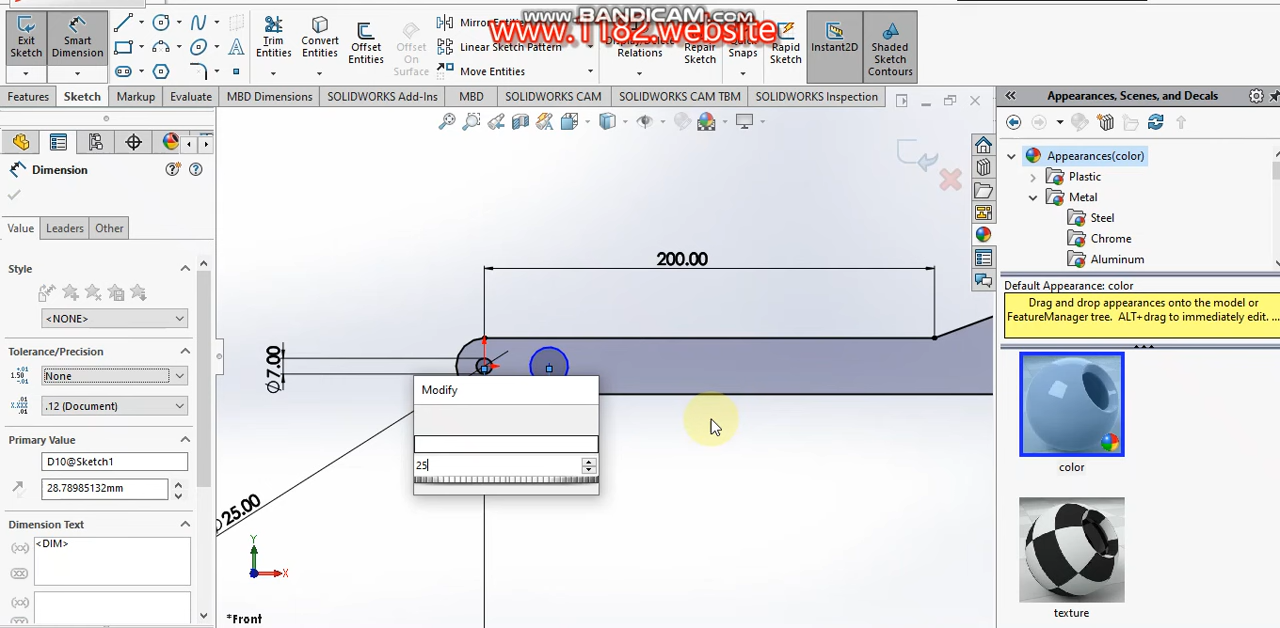 www.BANDICAM.com
www.1182.website
Exit Sketch
Smart Dimension
Trim Entities
Convert Entities
Offset Entities
Offset On Surface
Mirror Entities
Linear Sketch Pattern
Move Entities
Display/Delete Relations
Repair Sketch
Quick Snaps
Rapid Sketch
Instant2D
Shaded Sketch Contours
Features
Sketch
Markup
Evaluate
MBD Dimensions
SOLIDWORKS Add-Ins
MBD
SOLIDWORKS CAM
SOLIDWORKS CAM TBM
SOLIDWORKS Inspection
Dimension
Value
Leaders
Other
Style
<NONE>
Tolerance/Precision
None
.12 (Document)
Primary Value
D10@Sketch1
28.78985132mm
Dimension Text
<DIM>
200.00
Ø7.00
Ø25.00
Modify
25
Y
X
*Front
Appearances, Scenes, and Decals
Appearances(color)
Plastic
Metal
Steel
Chrome
Aluminum
Default Appearance: color
Drag and drop appearances onto the model or
FeatureManager tree. ALT+drag to immediately edit. ...
color
texture